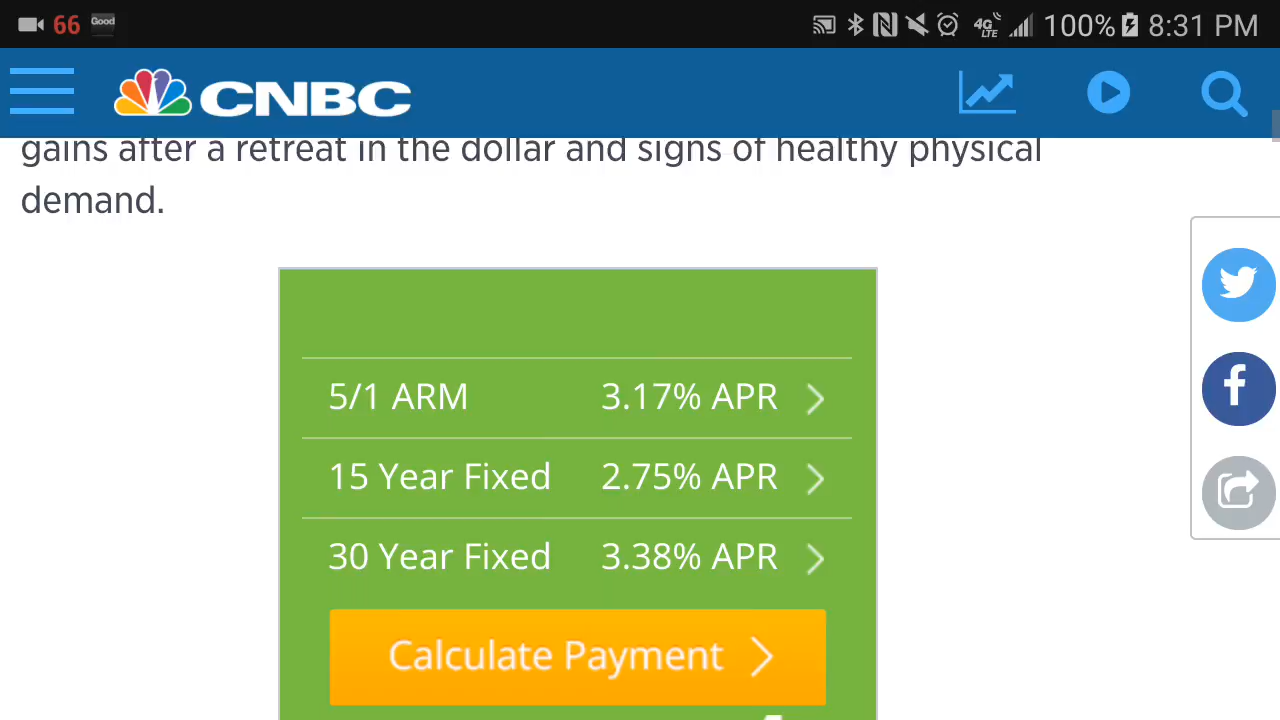 66 Good 4G LTE 100% 8:31 PM
CNBC
gains after a retreat in the dollar and signs of healthy physical
demand.
5/1 ARM 3.17% APR
15 Year Fixed 2.75% APR
30 Year Fixed 3.38% APR
Calculate Payment